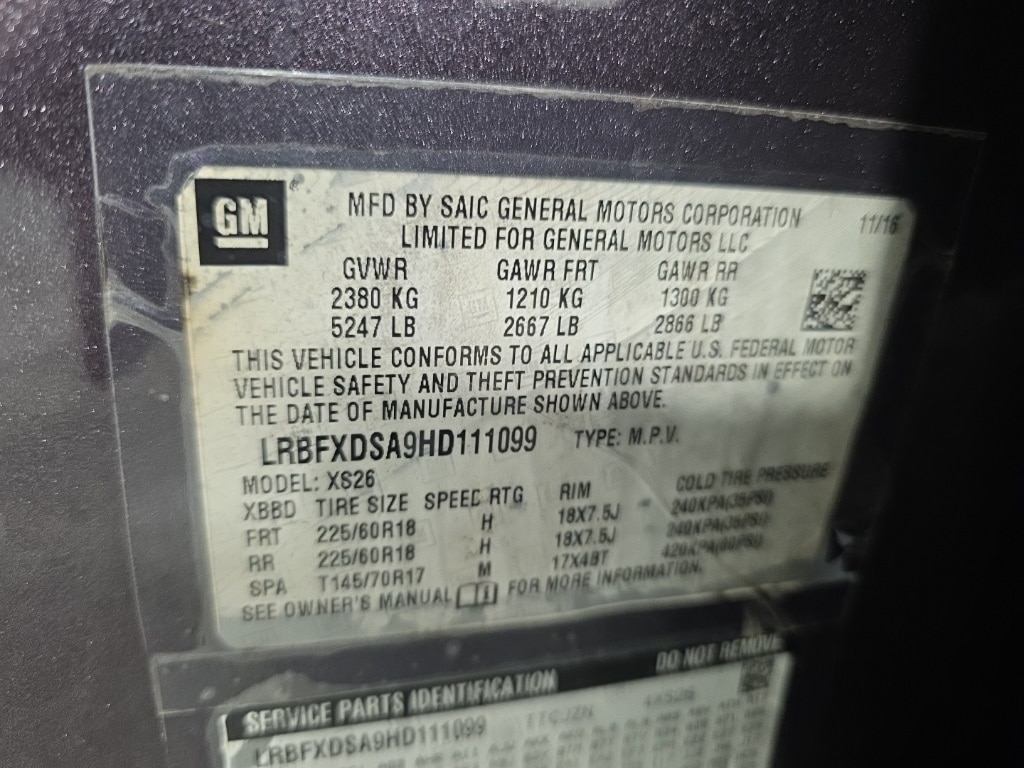 GM
MFD BY SAIC GENERAL MOTORS CORPORATION 11/16
LIMITED FOR GENERAL MOTORS LLC
GVWR GAWR FRT GAWR RR
2380 KG 1210 KG 1300 KG
5247 LB 2667 LB 2866 LB
THIS VEHICLE CONFORMS TO ALL APPLICABLE U.S. FEDERAL MOTOR
VEHICLE SAFETY AND THEFT PREVENTION STANDARDS IN EFFECT ON
THE DATE OF MANUFACTURE SHOWN ABOVE.
LRBFXDSA9HD111099 TYPE: M.P.V.
MODEL: XS26
XBBD TIRE SIZE SPEED RTG RIM COLD TIRE PRESSURE
FRT 225/60R18 H 18X7.5J 240KPA(35PSI)
RR 225/60R18 H 18X7.5J 240KPA(35PSI)
SPA T145/70R17 M 17X4BT 420KPA(60PSI)
SEE OWNER'S MANUAL FOR MORE INFORMATION.
SERVICE PARTS IDENTIFICATION DO NOT REMOVE
LRBFXDSA9HD111099